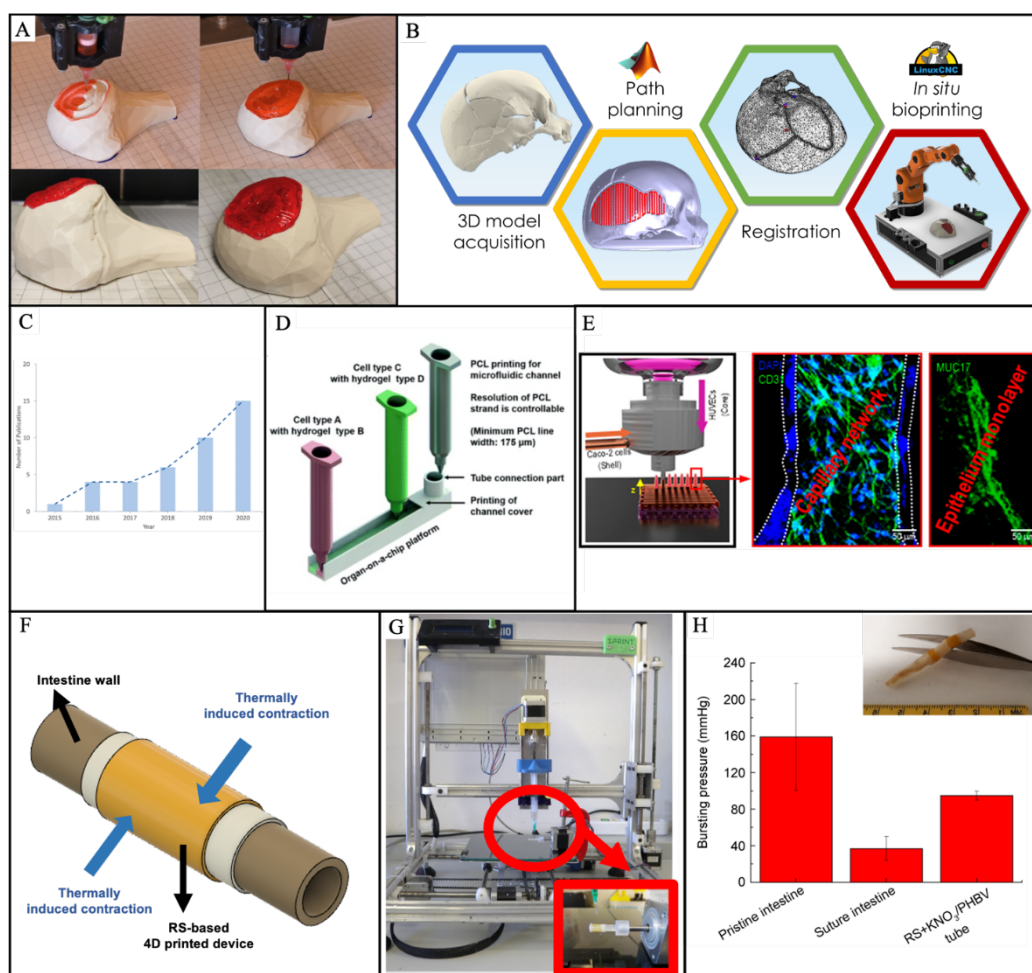 A
B
LinuxCNC
Path
planning
In situ
bioprinting
3D model
acquisition
Registration
C
20
15
10
5
0
Number of Publications
2015 2016 2017 2018 2019 2020
Year
D
Cell type C
with hydrogel type D
Cell type A
with hydrogel type B
PCL printing for
microfluidic channel
Resolution of PCL
strand is controllable
(Minimum PCL line
width: 175 µm)
Tube connection part
Printing of
channel cover
Organ-on-a-chip platform
E
HUVECs
(Core)
Caco-2 cells
(Shell)
z
DAPI
CD31
Capillary network
50 µm
MUC17
Epithelium monolayer
50 µm
F
Intestine wall
Thermally
induced contraction
Thermally
induced contraction
RS-based
4D printed device
G
SPRINT
H
240
200
160
120
80
40
0
Bursting pressure (mmHg)
Pristine intestine
Suture intestine
RS+KNO3/PHBV
tube